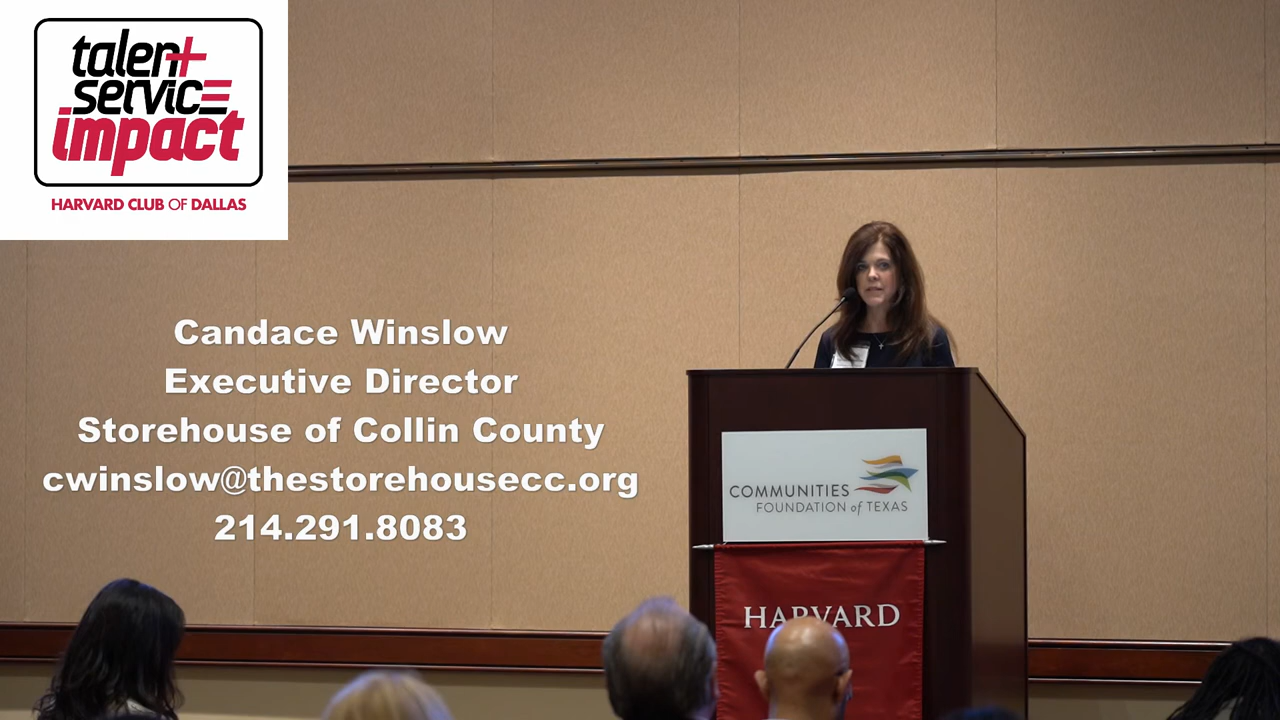 talent
service
impact
HARVARD CLUB OF DALLAS
Candace Winslow
Executive Director
Storehouse of Collin County
cwinslow@thestorehousecc.org
214.291.8083
COMMUNITIES
FOUNDATION of TEXAS
HARVARD